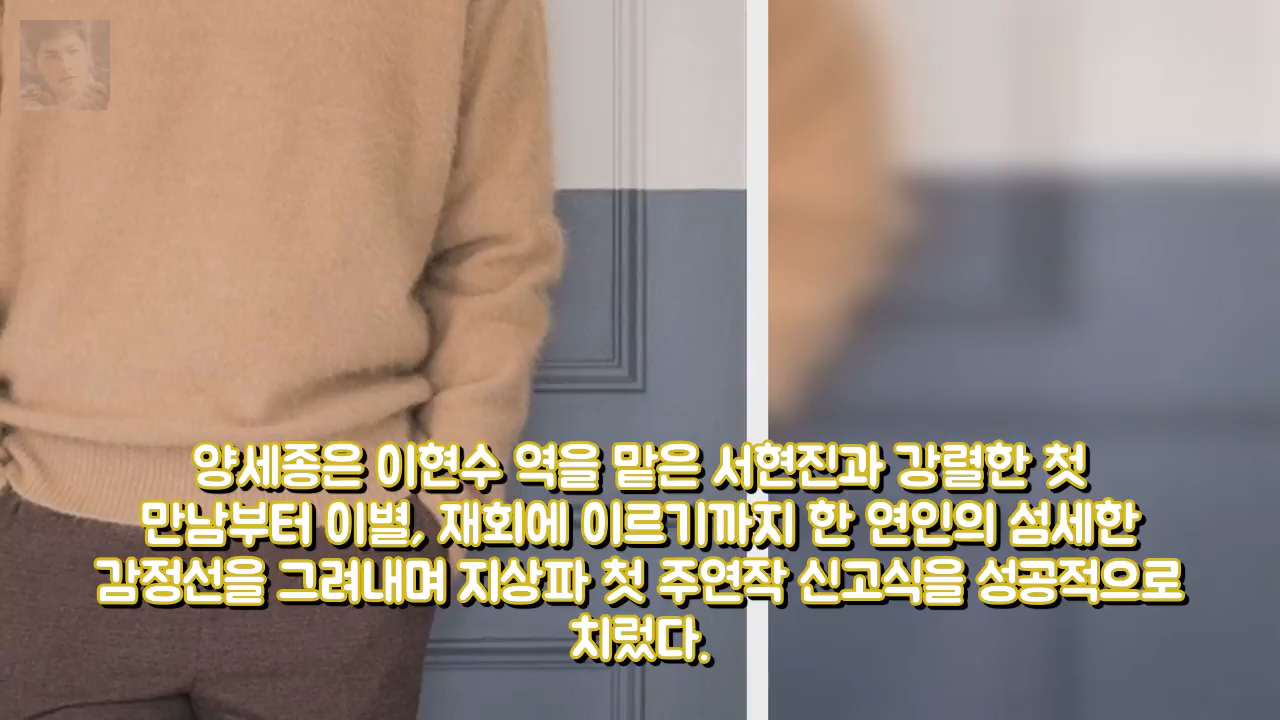 양세종은 이현수 역을 맡은 서현진과 강렬한 첫
만남부터 이별, 재회에 이르기까지 한 연인의 섬세한
감정선을 그려내며 지상파 첫 주연작 신고식을 성공적으로
치렀다.